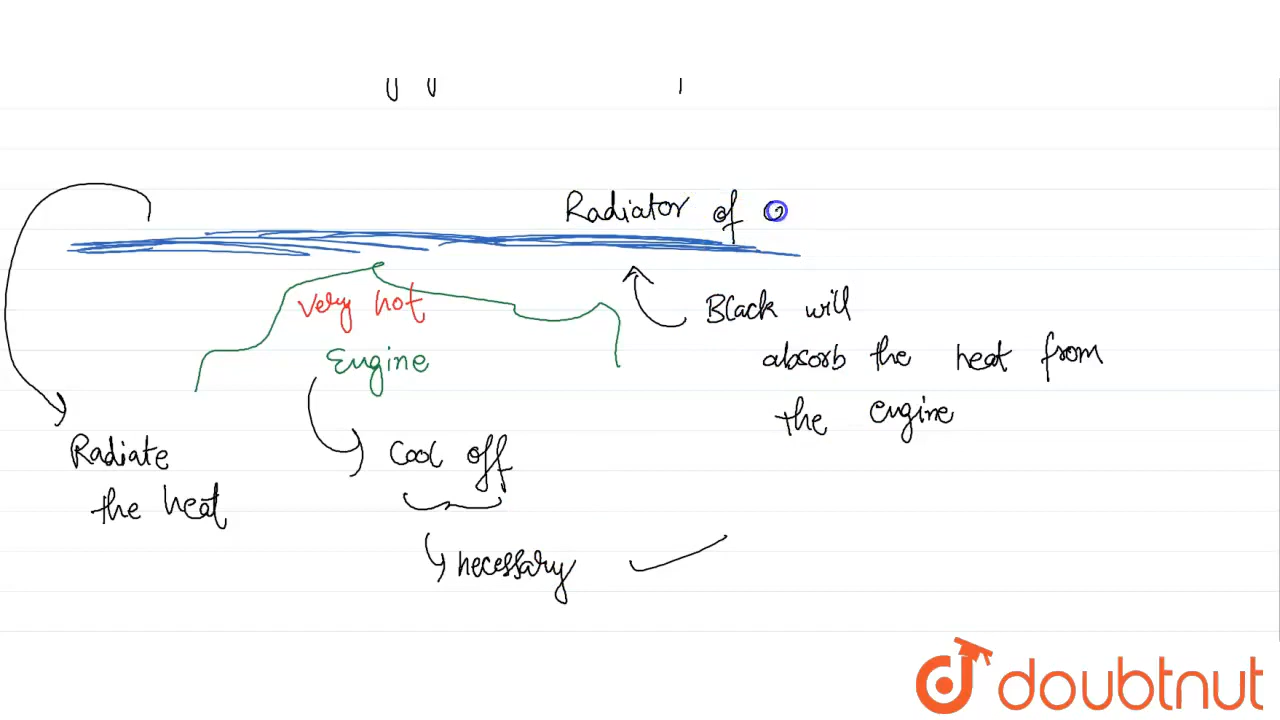 Radiator of
Very hot
Engine
Black will
absorb the heat from
the engine
Radiate
the heat
Cool off
necessary
doubtnut